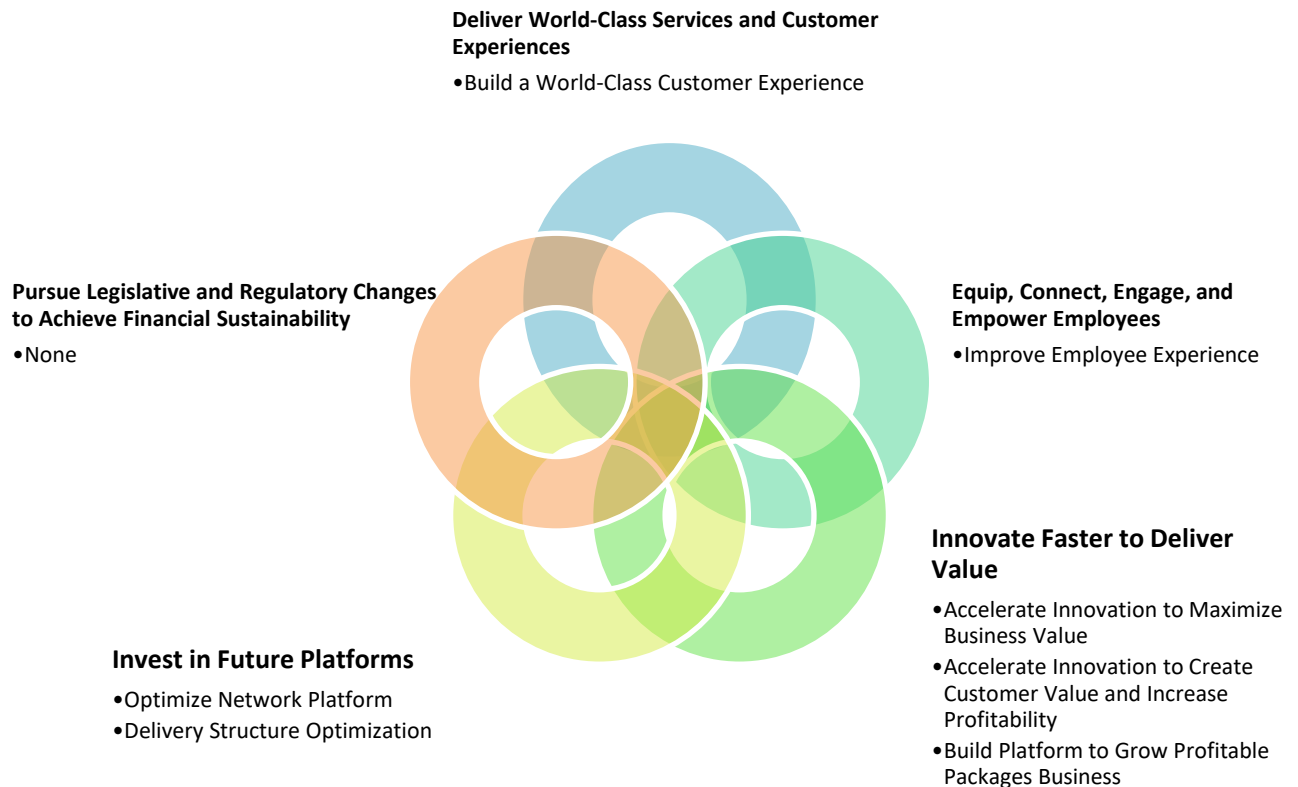 Deliver World-Class Services and Customer
Experiences
•Build a World-Class Customer Experience
Pursue Legislative and Regulatory Changes
to Achieve Financial Sustainability
•None
Equip, Connect, Engage, and
Empower Employees
•Improve Employee Experience
Innovate Faster to Deliver
Value
•Accelerate Innovation to Maximize
Business Value
•Accelerate Innovation to Create
Customer Value and Increase
Profitability
•Build Platform to Grow Profitable
Packages Business
Invest in Future Platforms
•Optimize Network Platform
•Delivery Structure Optimization